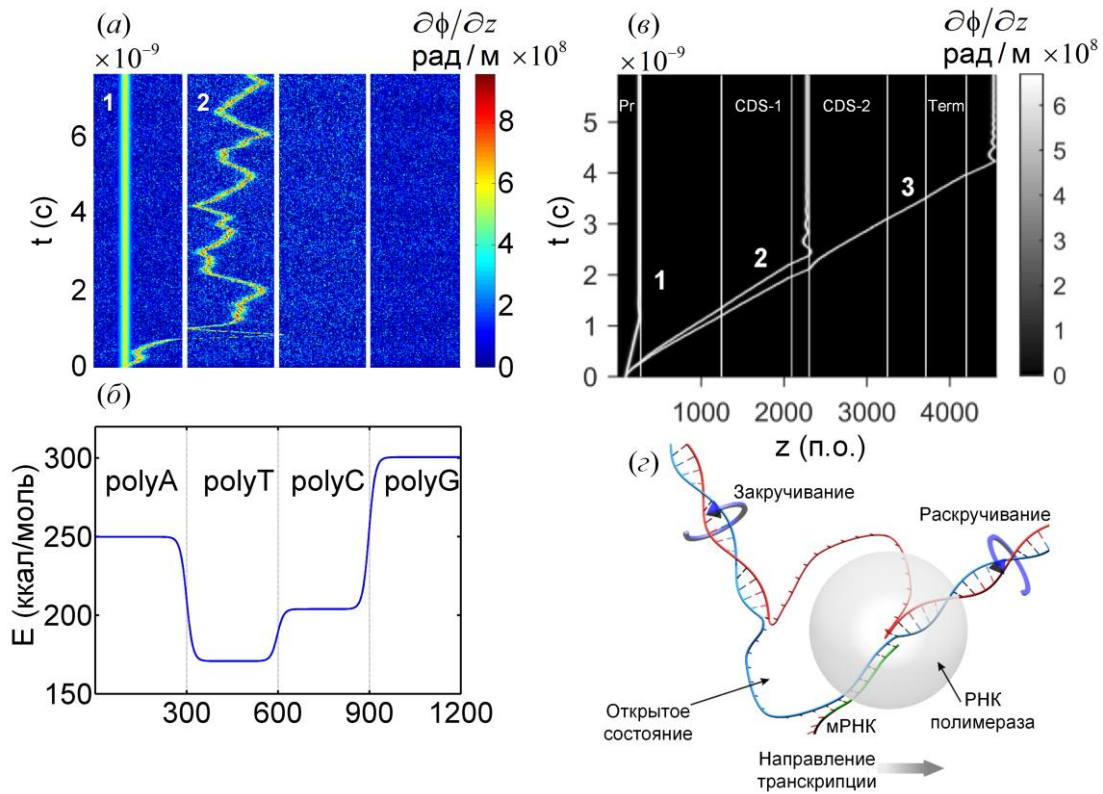 (а)
∂ϕ/∂z
рад / м ×10⁸
×10⁻⁹
1
2
8
6
4
2
0
6
4
2
0
t (с)
(б)
polyA
polyT
polyC
polyG
300
250
200
150
E (ккал/моль)
300
600
900
1200
(в)
∂ϕ/∂z
рад / м ×10⁸
×10⁻⁹
Pr
CDS-1
CDS-2
Term
1
2
3
6
5
4
3
2
1
0
5
4
3
2
1
0
t (с)
1000
2000
3000
4000
z (п.о.)
(г)
Закручивание
Раскручивание
Открытое
состояние
мРНК
РНК
полимераза
Направление
транскрипции